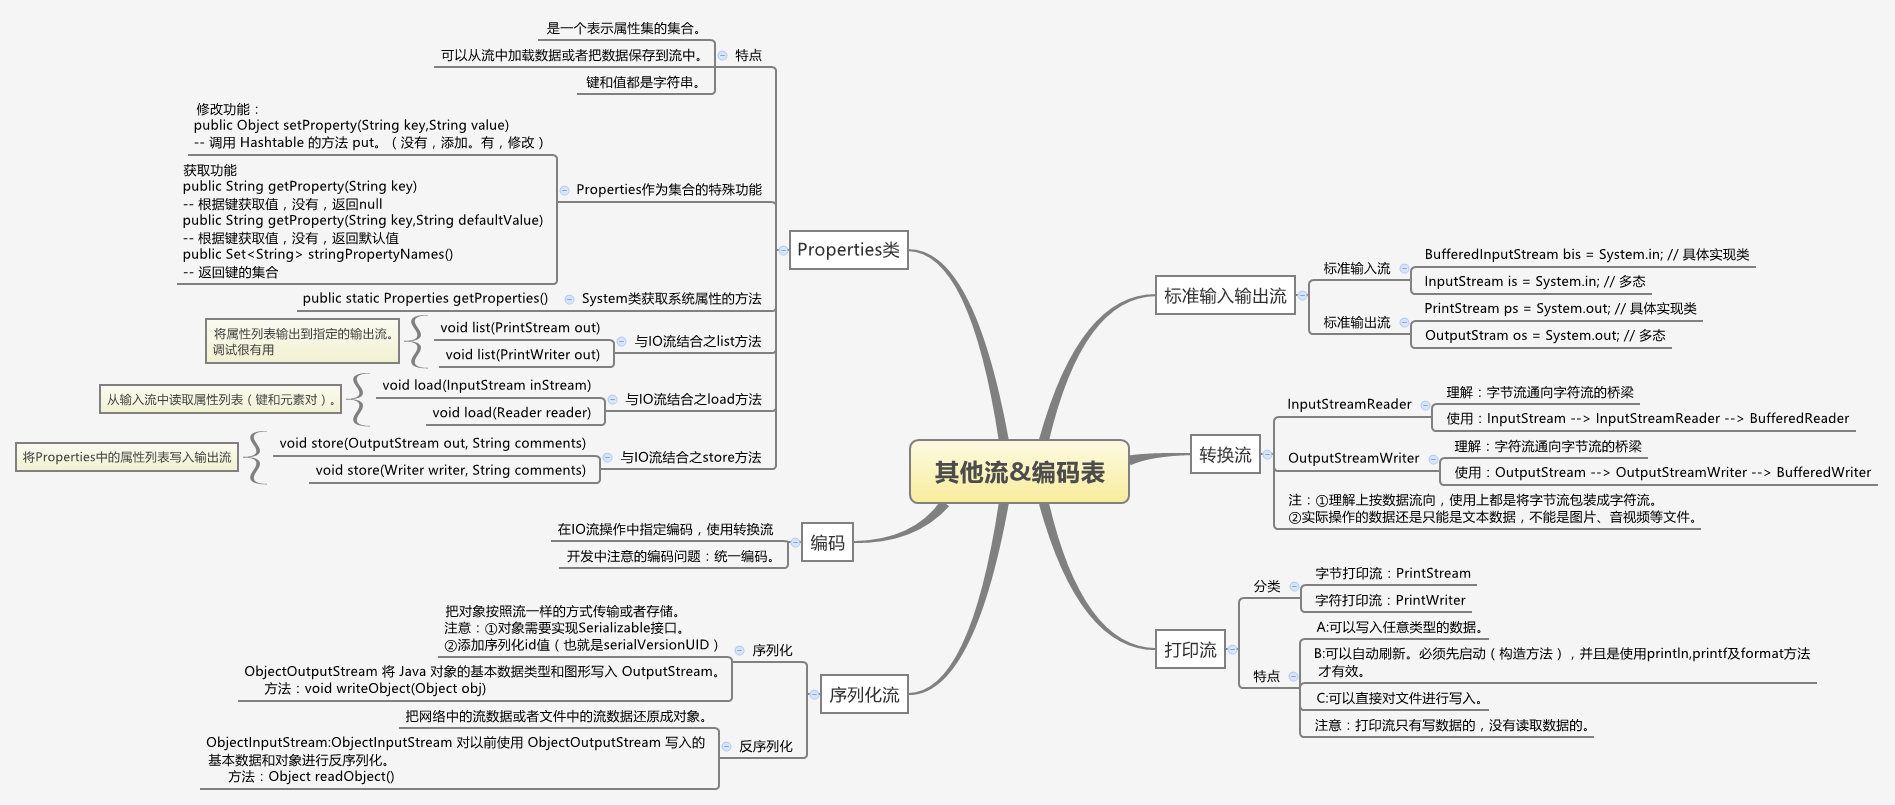 其他流&编码表
Properties类
特点
是一个表示属性集的集合。
可以从流中加载数据或者把数据保存到流中。
键和值都是字符串。
Properties作为集合的特殊功能
修改功能：
public Object setProperty(String key,String value)
-- 调用 Hashtable 的方法 put。（没有，添加。有，修改）
获取功能
public String getProperty(String key)
-- 根据键获取值，没有，返回null
public String getProperty(String key,String defaultValue)
-- 根据键获取值，没有，返回默认值
public Set<String> stringPropertyNames()
-- 返回键的集合
System类获取系统属性的方法
public static Properties getProperties()
与IO流结合之list方法
void list(PrintStream out)
void list(PrintWriter out)
将属性列表输出到指定的输出流。
调试很有用
与IO流结合之load方法
void load(InputStream inStream)
void load(Reader reader)
从输入流中读取属性列表（键和元素对）。
与IO流结合之store方法
void store(OutputStream out, String comments)
void store(Writer writer, String comments)
将Properties中的属性列表写入输出流
编码
在IO流操作中指定编码，使用转换流
开发中注意的编码问题：统一编码。
序列化流
序列化
把对象按照流一样的方式传输或者存储。
注意：①对象需要实现Serializable接口。
②添加序列化id值（也就是serialVersionUID）
ObjectOutputStream 将 Java 对象的基本数据类型和图形写入 OutputStream。
方法：void writeObject(Object obj)
反序列化
把网络中的流数据或者文件中的流数据还原成对象。
ObjectInputStream:ObjectInputStream 对以前使用 ObjectOutputStream 写入的
基本数据和对象进行反序列化。
方法：Object readObject()
标准输入输出流
标准输入流
BufferedInputStream bis = System.in; // 具体实现类
InputStream is = System.in; // 多态
标准输出流
PrintStream ps = System.out; // 具体实现类
OutputStram os = System.out; // 多态
转换流
InputStreamReader
理解：字节流通向字符流的桥梁
使用：InputStream --> InputStreamReader --> BufferedReader
OutputStreamWriter
理解：字符流通向字节流的桥梁
使用：OutputStream --> OutputStreamWriter --> BufferedWriter
注：①理解上按数据流向，使用上都是将字节流包装成字符流。
②实际操作的数据还是只能是文本数据，不能是图片、音视频等文件。
打印流
分类
字节打印流：PrintStream
字符打印流：PrintWriter
特点
A:可以写入任意类型的数据。
B:可以自动刷新。必须先启动（构造方法），并且是使用println,printf及format方法
才有效。
C:可以直接对文件进行写入。
注意：打印流只有写数据的，没有读取数据的。